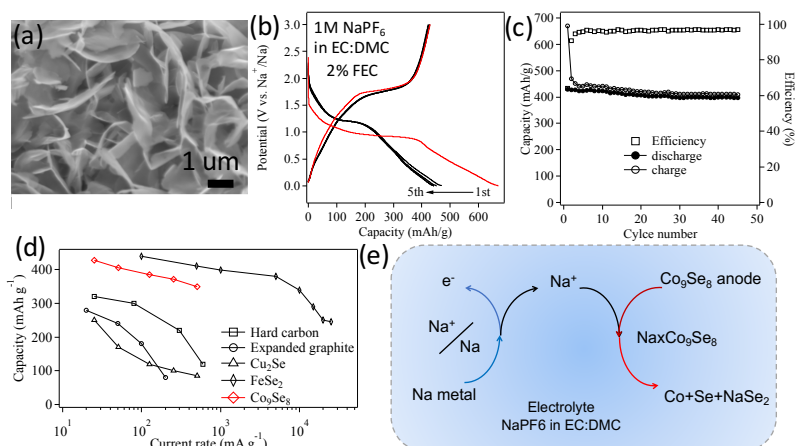 (a)
1 um
(b)
1M NaPF6
in EC:DMC
2% FEC
Potential (V vs. Na+/Na)
3.0
2.5
2.0
1.5
1.0
0.5
0.0
5th
1st
0
200
400
600
Capacity (mAh/g)
(c)
Capacity (mAh/g)
700
600
500
400
300
200
100
0
Efficiency
discharge
charge
100
80
60
40
20
0
Efficiency (%)
0
10
20
30
40
50
Cylce number
(d)
Capacity (mAh g-1)
400
300
200
100
0
Hard carbon
Expanded graphite
Cu2Se
FeSe2
Co9Se8
10^1
10^2
10^3
10^4
Current rate (mA g-1)
(e)
e-
Na+
Co9Se8 anode
Na+
Na
NaxCo9Se8
Na metal
Co+Se+NaSe2
Electrolyte
NaPF6 in EC:DMC